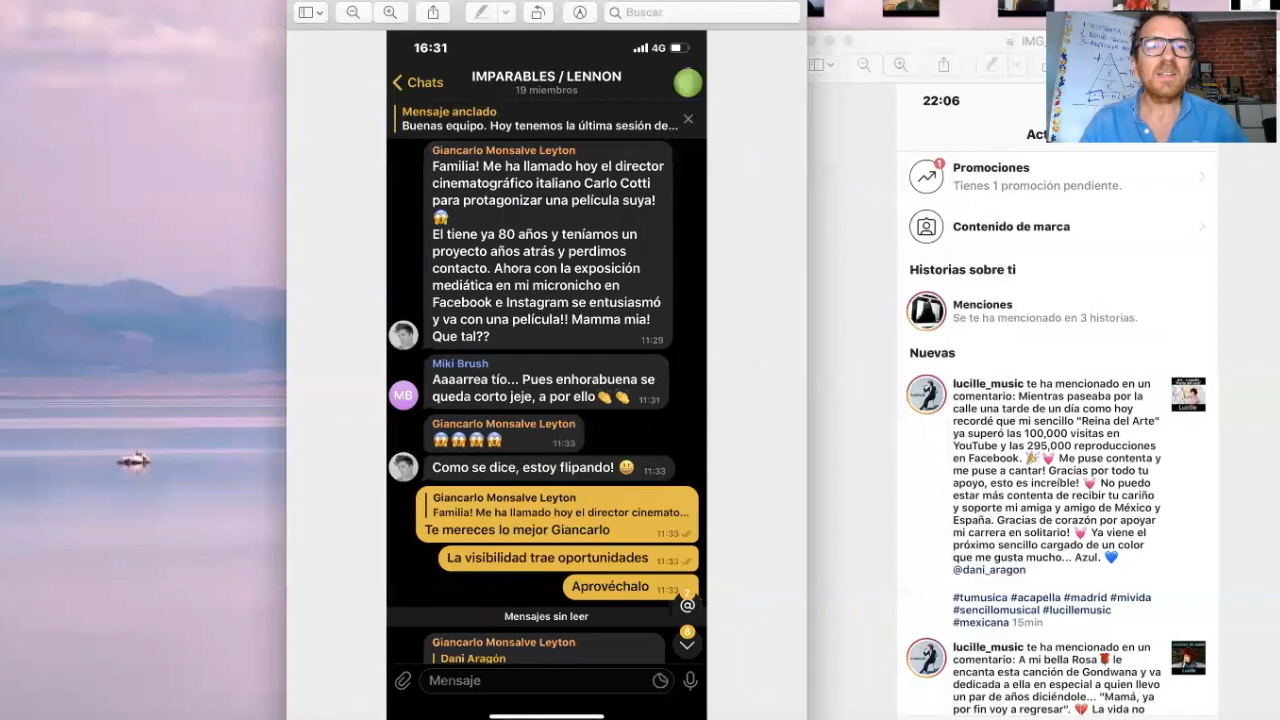 Buscar
16:31
4G
Chats
IMPARABLES / LENNON
19 miembros
Mensaje anclado
Buenas equipo. Hoy tenemos la última sesión de...
Giancarlo Monsalve Leyton
Familia! Me ha llamado hoy el director
cinematográfico italiano Carlo Cotti
para protagonizar una película suya!
😱
El tiene ya 80 años y teníamos un
proyecto años atrás y perdimos
contacto. Ahora con la exposición
mediática en mi micronicho en
Facebook e Instagram se entusiasmó
y va con una película!! Mamma mia!
Que tal??
11:29
Miki Brush
MB
Aaaarrea tío... Pues enhorabuena se
queda corto jeje, a por ello👏👏
11:31
Giancarlo Monsalve Leyton
😱😱😱😱
11:33
Como se dice, estoy flipando! 😃
11:33
Giancarlo Monsalve Leyton
Familia! Me ha llamado hoy el director cinemato...
Te mereces lo mejor Giancarlo
11:33
La visibilidad trae oportunidades
11:33
Aprovéchalo
11:33
2
@
Mensajes sin leer
8
Giancarlo Monsalve Leyton
Dani Aragón
Mensaje
IMG
22:06
Act
1
Promociones
Tienes 1 promoción pendiente.
Contenido de marca
Historias sobre ti
Menciones
Se te ha mencionado en 3 historias.
Nuevas
lucille_music te ha mencionado en un
comentario: Mientras paseaba por la
calle una tarde de un día como hoy
recordé que mi sencillo "Reina del Arte"
ya superó las 100,000 visitas en
YouTube y las 295,000 reproducciones
en Facebook. 🎉💓 Me puse contenta y
me puse a cantar! Gracias por todo tu
apoyo, esto es increíble! 💓 No puedo
estar más contenta de recibir tu cariño
y soporte mi amiga y amigo de México y
España. Gracias de corazón por apoyar
mi carrera en solitario! 💓 Ya viene el
próximo sencillo cargado de un color
que me gusta mucho... Azul. 💙
@dani_aragon
#tumusica #acapella #madrid #mivida
#sencillomusical #lucillemusic
#mexicana 15min
Lucille
lucille_music te ha mencionado en un
comentario: A mi bella Rosa🌹le
encanta esta canción de Gondwana y va
dedicada a ella en especial a quien llevo
un par de años diciéndole... "Mamá, ya
por fin voy a regresar". 💔 La vida no
Lucille